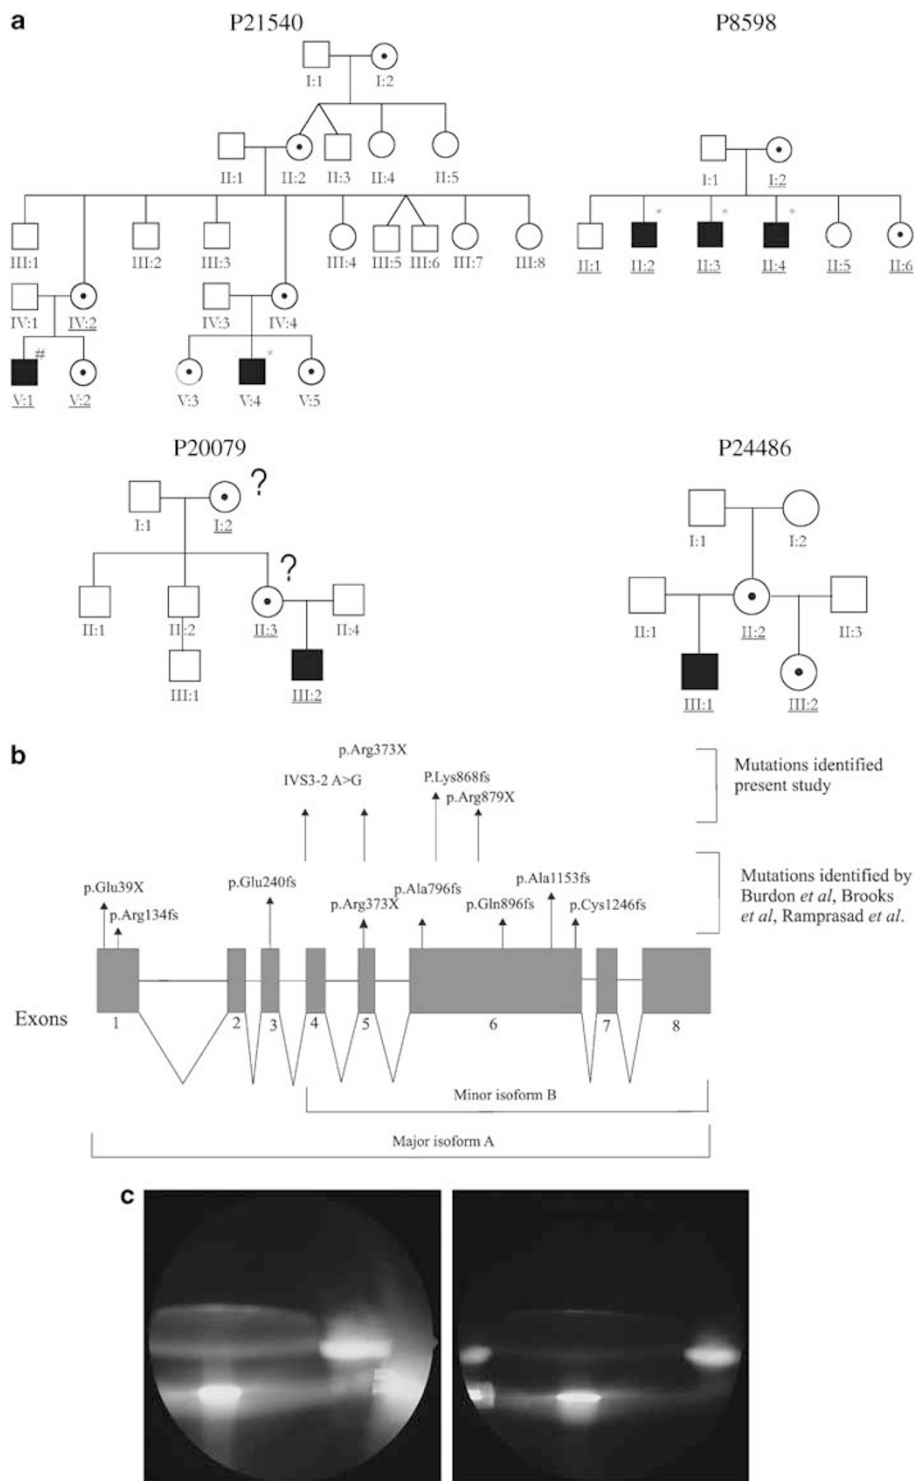 a
P21540
P8598
I:1 I:2
II:1 II:2 II:3 II:4 II:5
III:1 III:2 III:3 III:4 III:5 III:6 III:7 III:8
IV:1 IV:2 IV:3 IV:4
#
*
V:1 V:2 V:3 V:4 V:5
I:1 I:2
* * *
II:1 II:2 II:3 II:4 II:5 II:6
P20079
P24486
?
I:1 I:2
?
II:1 II:2 II:3 II:4
III:1 III:2
I:1 I:2
II:1 II:2 II:3
III:1 III:2
b
p.Arg373X
IVS3-2 A>G
P.Lys868fs
p.Arg879X
Mutations identified
present study
p.Glu39X
p.Arg134fs
p.Glu240fs
p.Arg373X
p.Ala796fs
p.Gln896fs
p.Ala1153fs
p.Cys1246fs
Mutations identified by
Burdon et al, Brooks
et al, Ramprasad et al.
Exons
1 2 3 4 5 6 7 8
Minor isoform B
Major isoform A
c